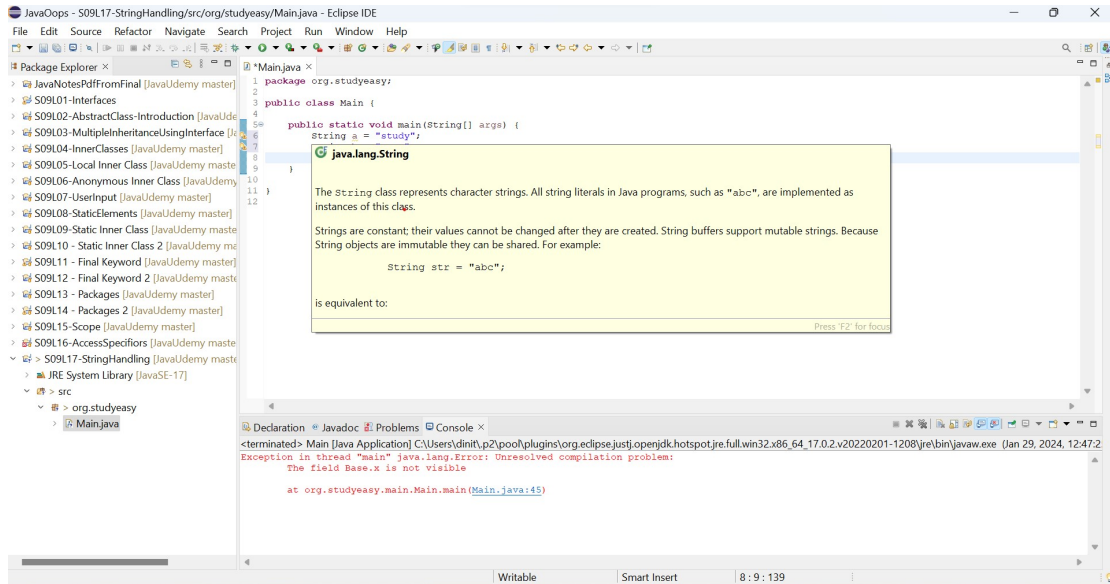 JavaOops - S09L17-StringHandling/src/org/studyeasy/Main.java - Eclipse IDE
File Edit Source Refactor Navigate Search Project Run Window Help
Package Explorer ×
JavaNotesPdfFromFinal [JavaUdemy master]
S09L01-Interfaces
S09L02-AbstractClass-Introduction [JavaUde
S09L03-MultipleInheritanceUsingInterface [Ja
S09L04-InnerClasses [JavaUdemy master]
S09L05-Local Inner Class [JavaUdemy maste
S09L06-Anonymous Inner Class [JavaUdemy
S09L07-UserInput [JavaUdemy master]
S09L08-StaticElements [JavaUdemy master]
S09L09-Static Inner Class [JavaUdemy maste
S09L10 - Static Inner Class 2 [JavaUdemy ma
S09L11 - Final Keyword [JavaUdemy master]
S09L12 - Final Keyword 2 [JavaUdemy maste
S09L13 - Packages [JavaUdemy master]
S09L14 - Packages 2 [JavaUdemy master]
S09L15-Scope [JavaUdemy master]
S09L16-AccessSpecifiors [JavaUdemy maste
> S09L17-StringHandling [JavaUdemy maste
JRE System Library [JavaSE-17]
> src
> org.studyeasy
Main.java
*Main.java ×
1 package org.studyeasy;
2
3 public class Main {
4
5 public static void main(String[] args) {
6 String a = "study";
7
8
9 }
10
11 }
12
java.lang.String
The String class represents character strings. All string literals in Java programs, such as "abc", are implemented as
instances of this class.
Strings are constant; their values cannot be changed after they are created. String buffers support mutable strings. Because
String objects are immutable they can be shared. For example:
String str = "abc";
is equivalent to:
Press 'F2' for focus
Declaration Javadoc Problems Console ×
<terminated> Main [Java Application] C:\Users\dinit\.p2\pool\plugins\org.eclipse.justj.openjdk.hotspot.jre.full.win32.x86_64_17.0.2.v20220201-1208\jre\bin\javaw.exe (Jan 29, 2024, 12:47:2
Exception in thread "main" java.lang.Error: Unresolved compilation problem:
The field Base.x is not visible
at org.studyeasy.main.Main.main(Main.java:45)
Writable Smart Insert 8 : 9 : 139